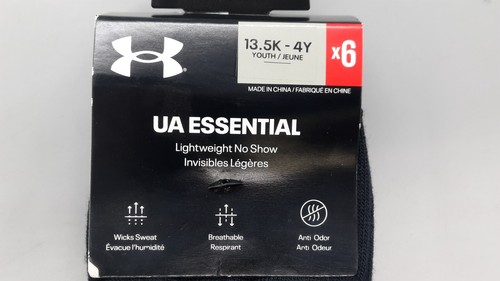 13.5K - 4Y
YOUTH / JEUNE
x6
MADE IN CHINA / FABRIQUÉ EN CHINE
UA ESSENTIAL
Lightweight No Show
Invisibles Légères
Wicks Sweat
Évacue l'humidité
Breathable
Respirant
Anti Odor
Anti Odeur